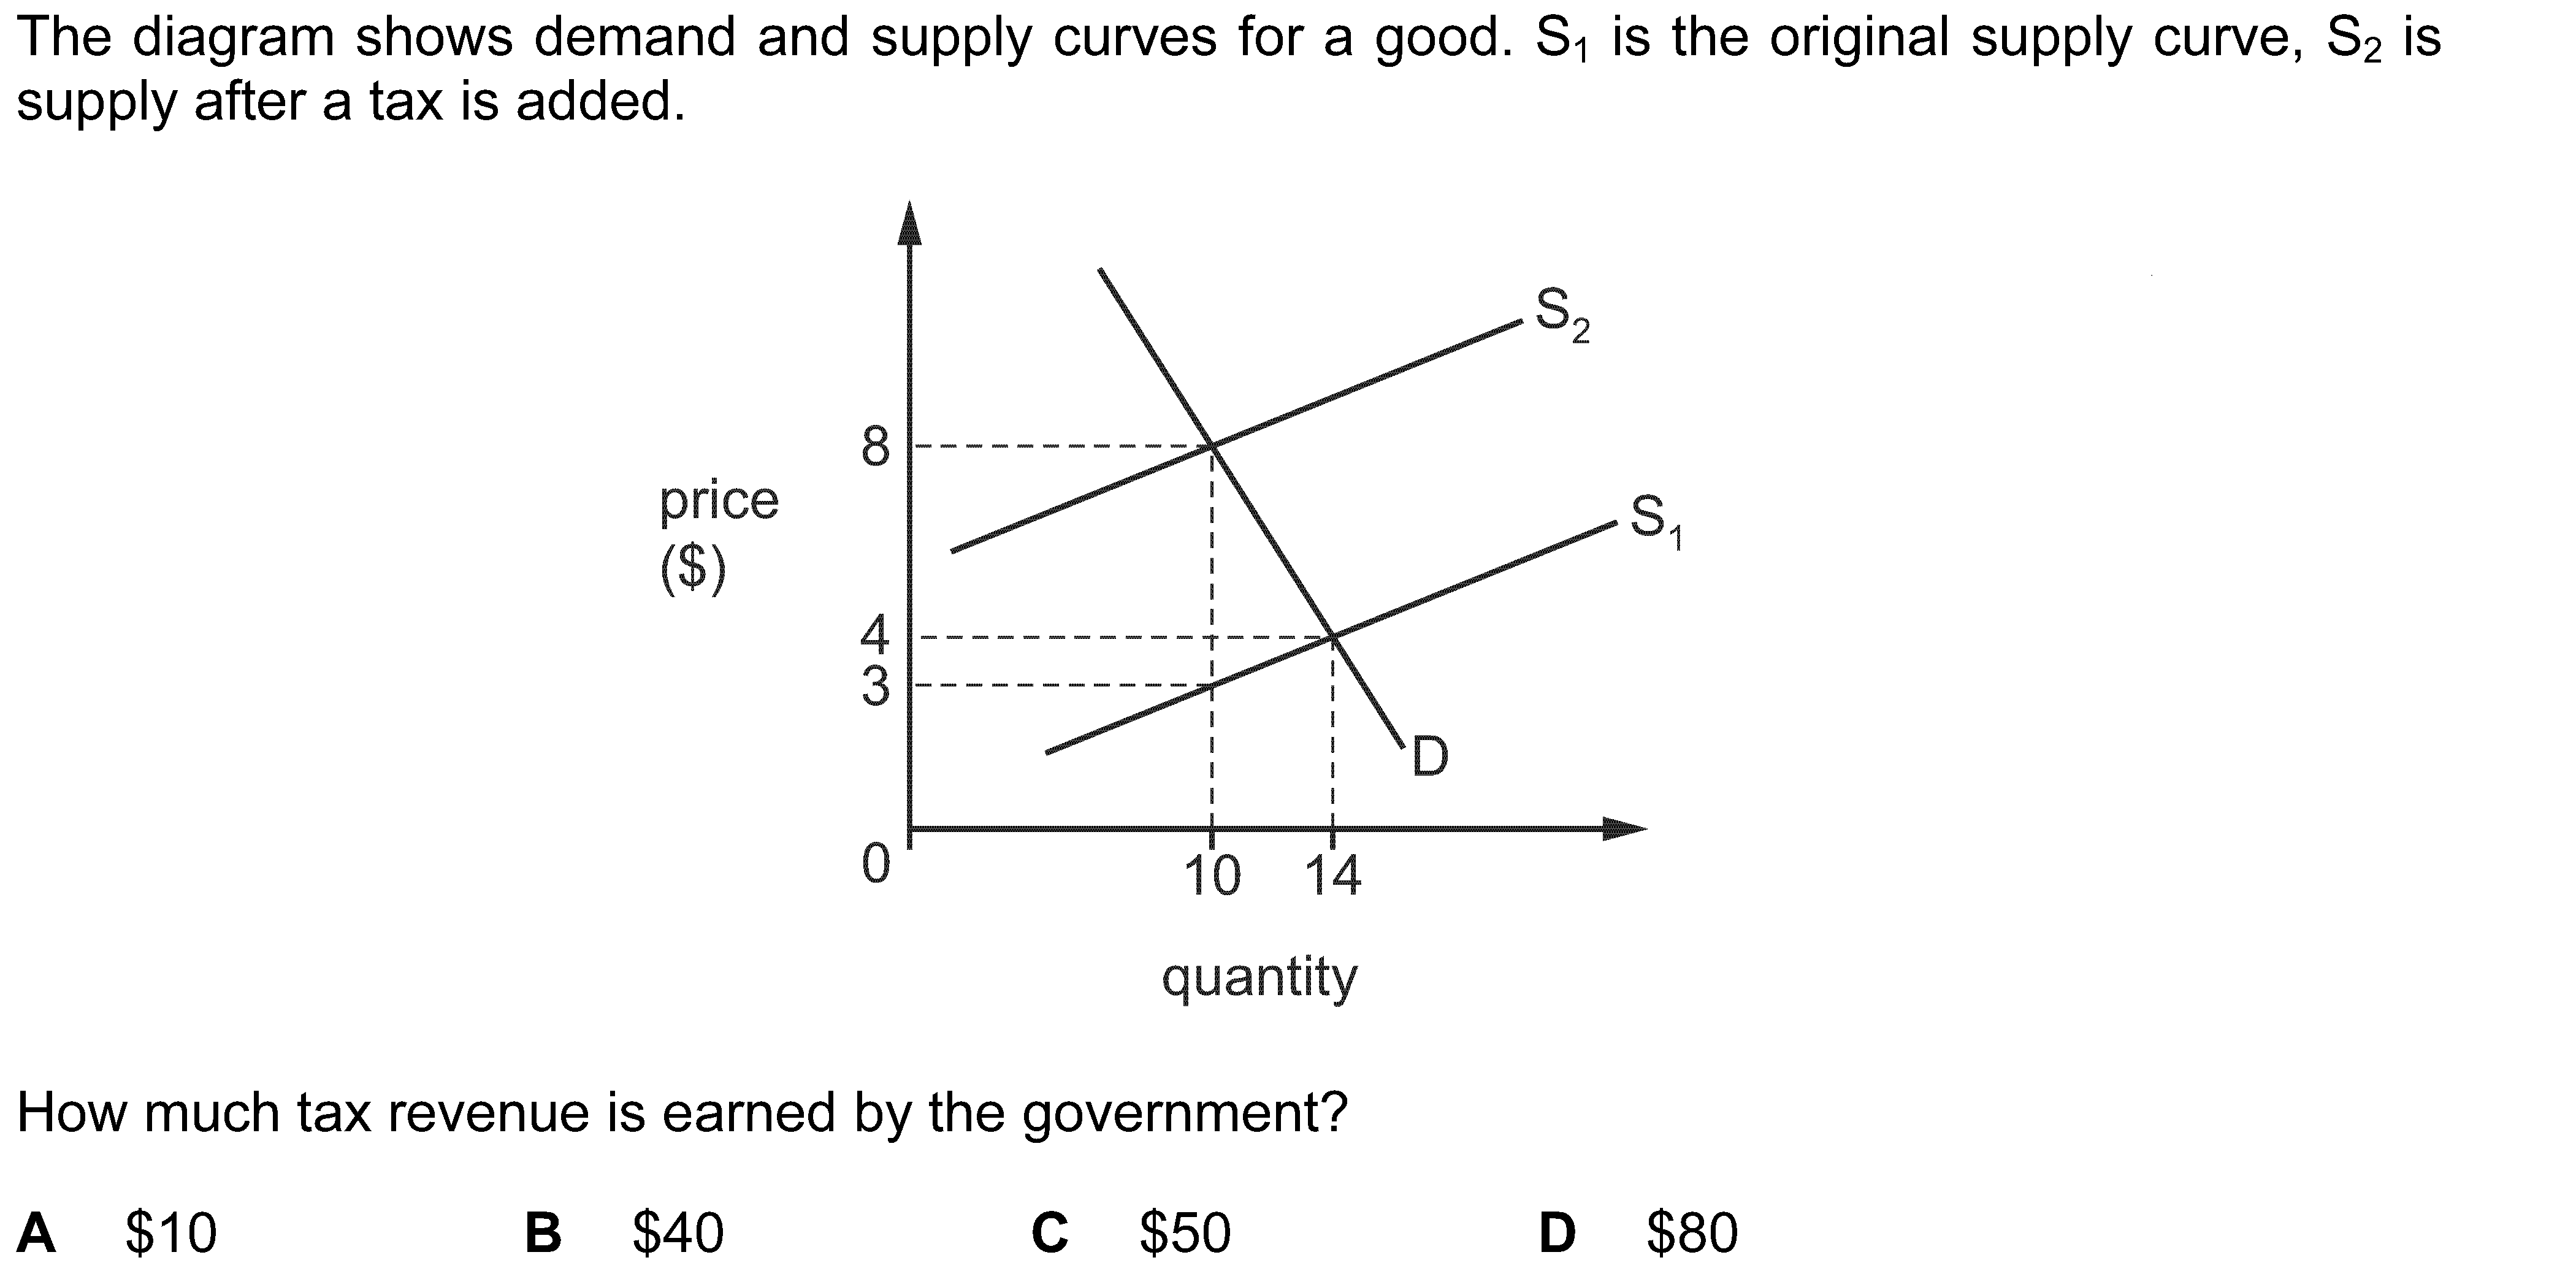 The diagram shows demand and supply curves for a good. S₁ is the original supply curve, S₂ is
supply after a tax is added.
S₂
8
price
($)
S₁
4
3
D
0
10 14
quantity
How much tax revenue is earned by the government?
A $10 B $40 C $50 D $80